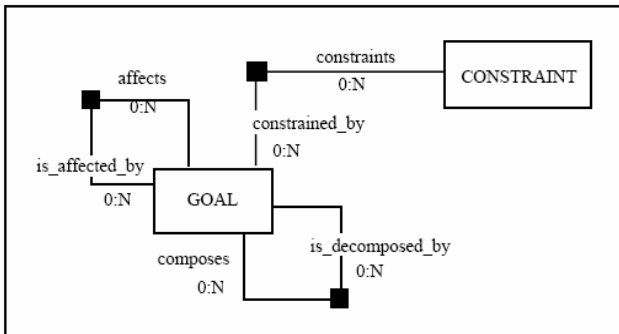 constraints
0:N
CONSTRAINT
affects
0:N
constrained_by
0:N
is_affected_by
0:N
GOAL
composes
0:N
is_decomposed_by
0:N